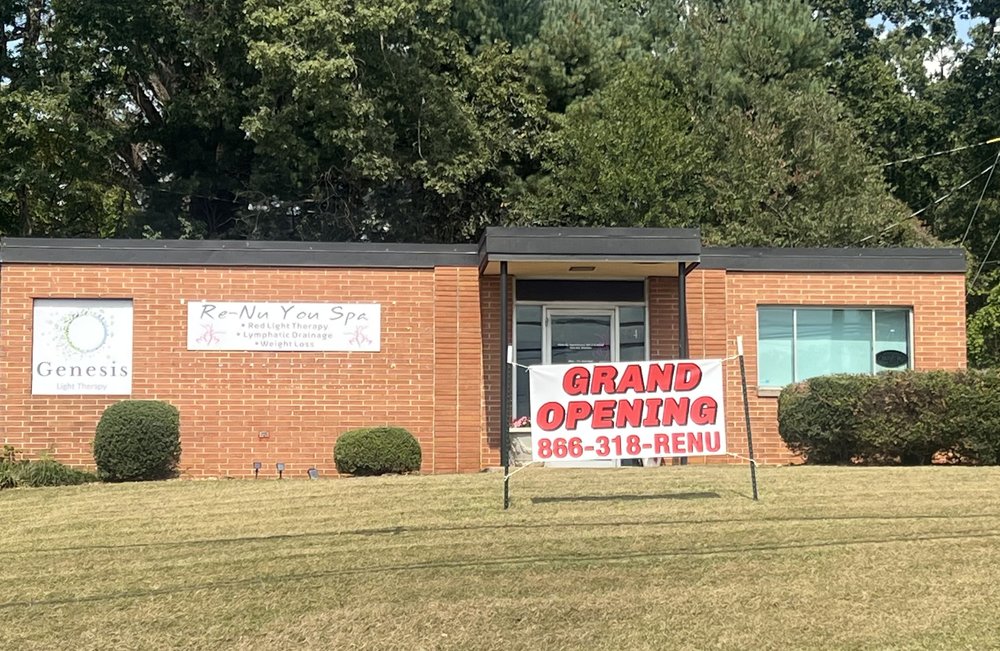 Genesis
Light Therapy
Re-Nu You Spa
• Red Light Therapy
• Lymphatic Drainage
• Weight Loss
GRAND
OPENING
866-318-RENU